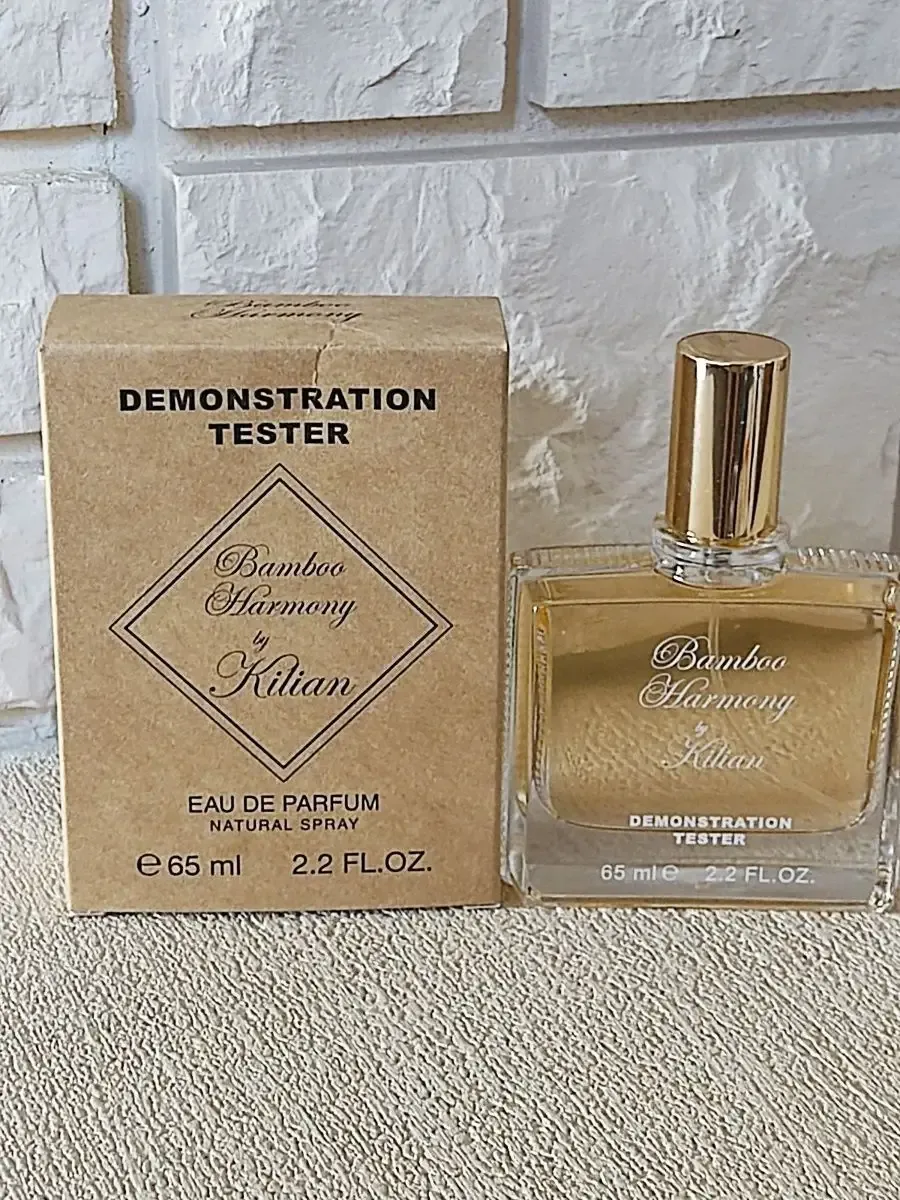 Bamboo
Harmony
DEMONSTRATION
TESTER
Bamboo
Harmony
by
Kilian
EAU DE PARFUM
NATURAL SPRAY
℮ 65 ml 2.2 FL.OZ.
Bamboo
Harmony
by
Kilian
DEMONSTRATION
TESTER
65 ml ℮ 2.2 FL.OZ.